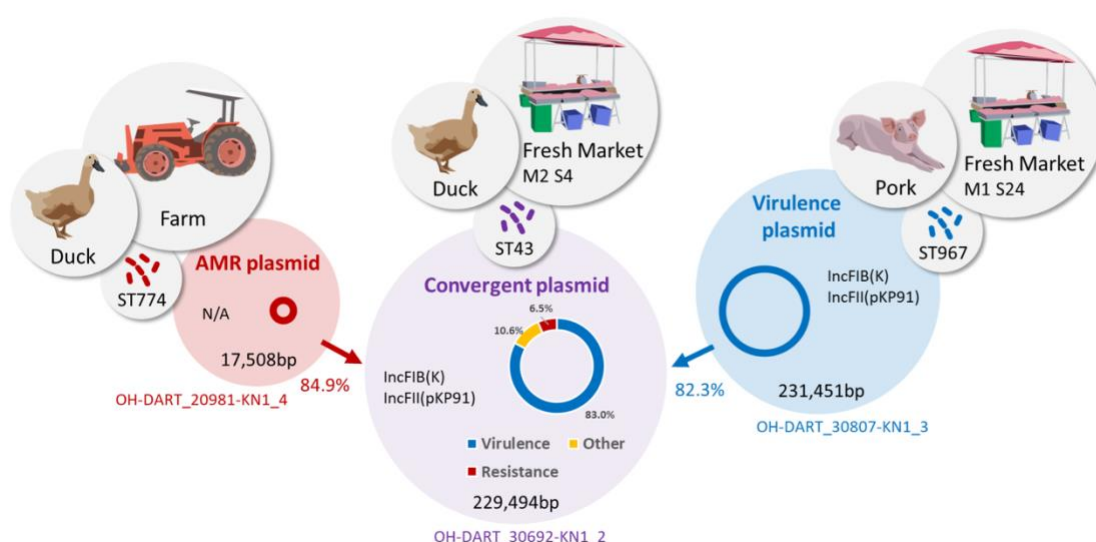 Duck
Farm
ST774
AMR plasmid
N/A
17,508bp
84.9%
OH-DART_20981-KN1_4
Duck
Fresh Market
M2 S4
ST43
Convergent plasmid
6.5%
10.6%
83.0%
IncFIB(K)
IncFII(pKP91)
Virulence
Other
Resistance
229,494bp
OH-DART_30692-KN1_2
Pork
Fresh Market
M1 S24
ST967
Virulence
plasmid
IncFIB(K)
IncFII(pKP91)
231,451bp
82.3%
OH-DART_30807-KN1_3